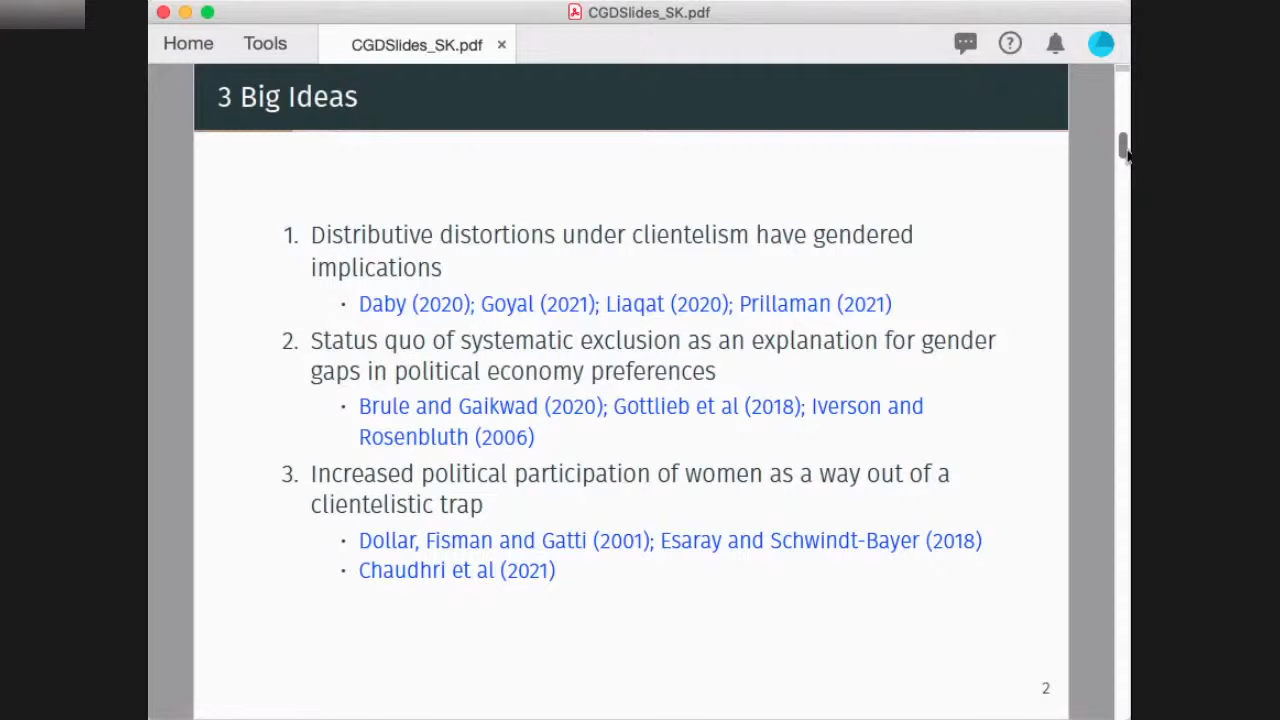 CGDSlides_SK.pdf
Home Tools CGDSlides_SK.pdf ×
3 Big Ideas
1. Distributive distortions under clientelism have gendered
implications
· Daby (2020); Goyal (2021); Liaqat (2020); Prillaman (2021)
2. Status quo of systematic exclusion as an explanation for gender
gaps in political economy preferences
· Brule and Gaikwad (2020); Gottlieb et al (2018); Iverson and
Rosenbluth (2006)
3. Increased political participation of women as a way out of a
clientelistic trap
· Dollar, Fisman and Gatti (2001); Esaray and Schwindt-Bayer (2018)
· Chaudhri et al (2021)
2